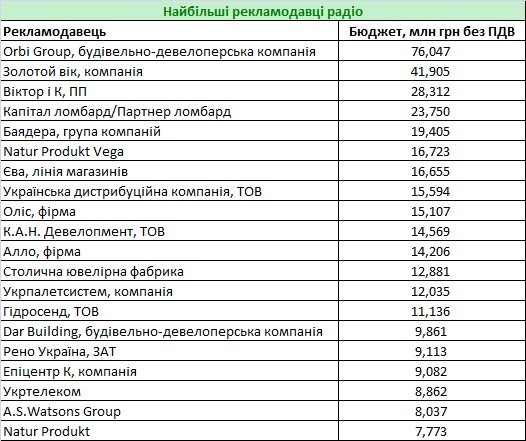 Найбільші рекламодавці радіо
Рекламодавець Бюджет, млн грн без ПДВ
Orbi Group, будівельно-девелоперська компанія 76,047
Золотой вік, компанія 41,905
Віктор і К, ПП 28,312
Капітал ломбард/Партнер ломбард 23,750
Баядера, група компаній 19,405
Natur Produkt Vega 16,723
Єва, лінія магазинів 16,655
Українська дистрибуційна компанія, ТОВ 15,594
Оліс, фірма 15,107
К.А.Н. Девелопмент, ТОВ 14,569
Алло, фірма 14,206
Столична ювелірна фабрика 12,881
Укрпалетсистем, компанія 12,035
Гідросенд, ТОВ 11,136
Dar Building, будівельно-девелоперська компанія 9,861
Рено Україна, ЗАТ 9,113
Епіцентр К, компанія 9,082
Укртелеком 8,862
A.S.Watsons Group 8,037
Natur Produkt 7,773